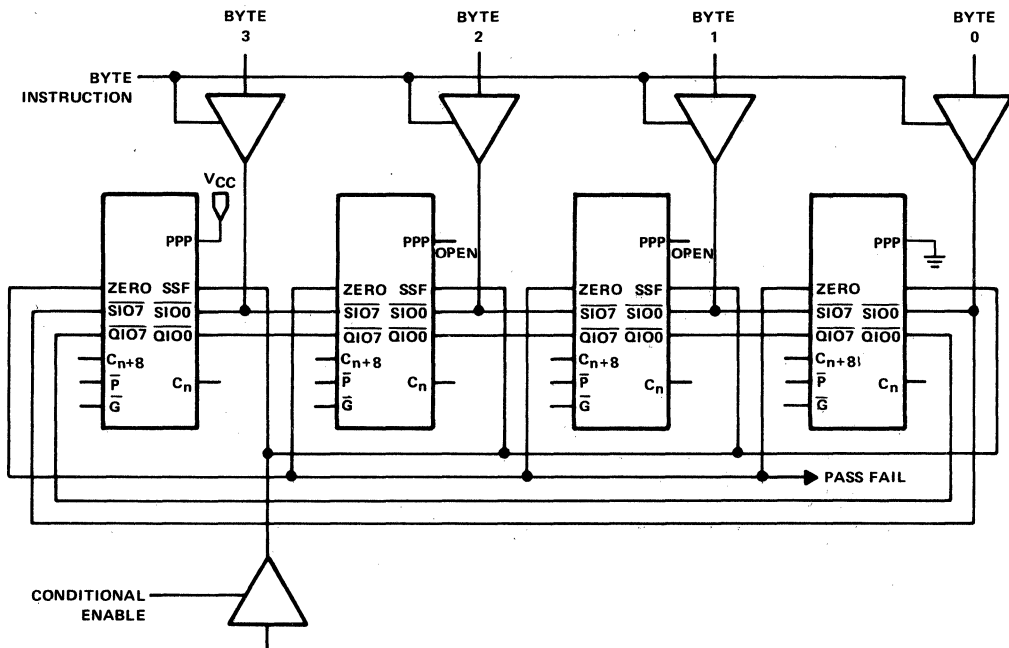 BYTE 3
BYTE 2
BYTE 1
BYTE 0
BYTE INSTRUCTION
VCC
PPP
PPP
OPEN
PPP
OPEN
PPP
ZERO SSF
SIO7 SIO0
QIO7 QIO0
Cn+8
P
Cn
G
ZERO SSF
SIO7 SIO0
QIO7 QIO0
Cn+8
P
Cn
G
ZERO SSF
SIO7 SIO0
QIO7 QIO0
Cn+8
P
Cn
G
ZERO SSF
SIO7 SIO0
QIO7 QIO0
Cn+8
P
Cn
G
PASS FAIL
CONDITIONAL ENABLE